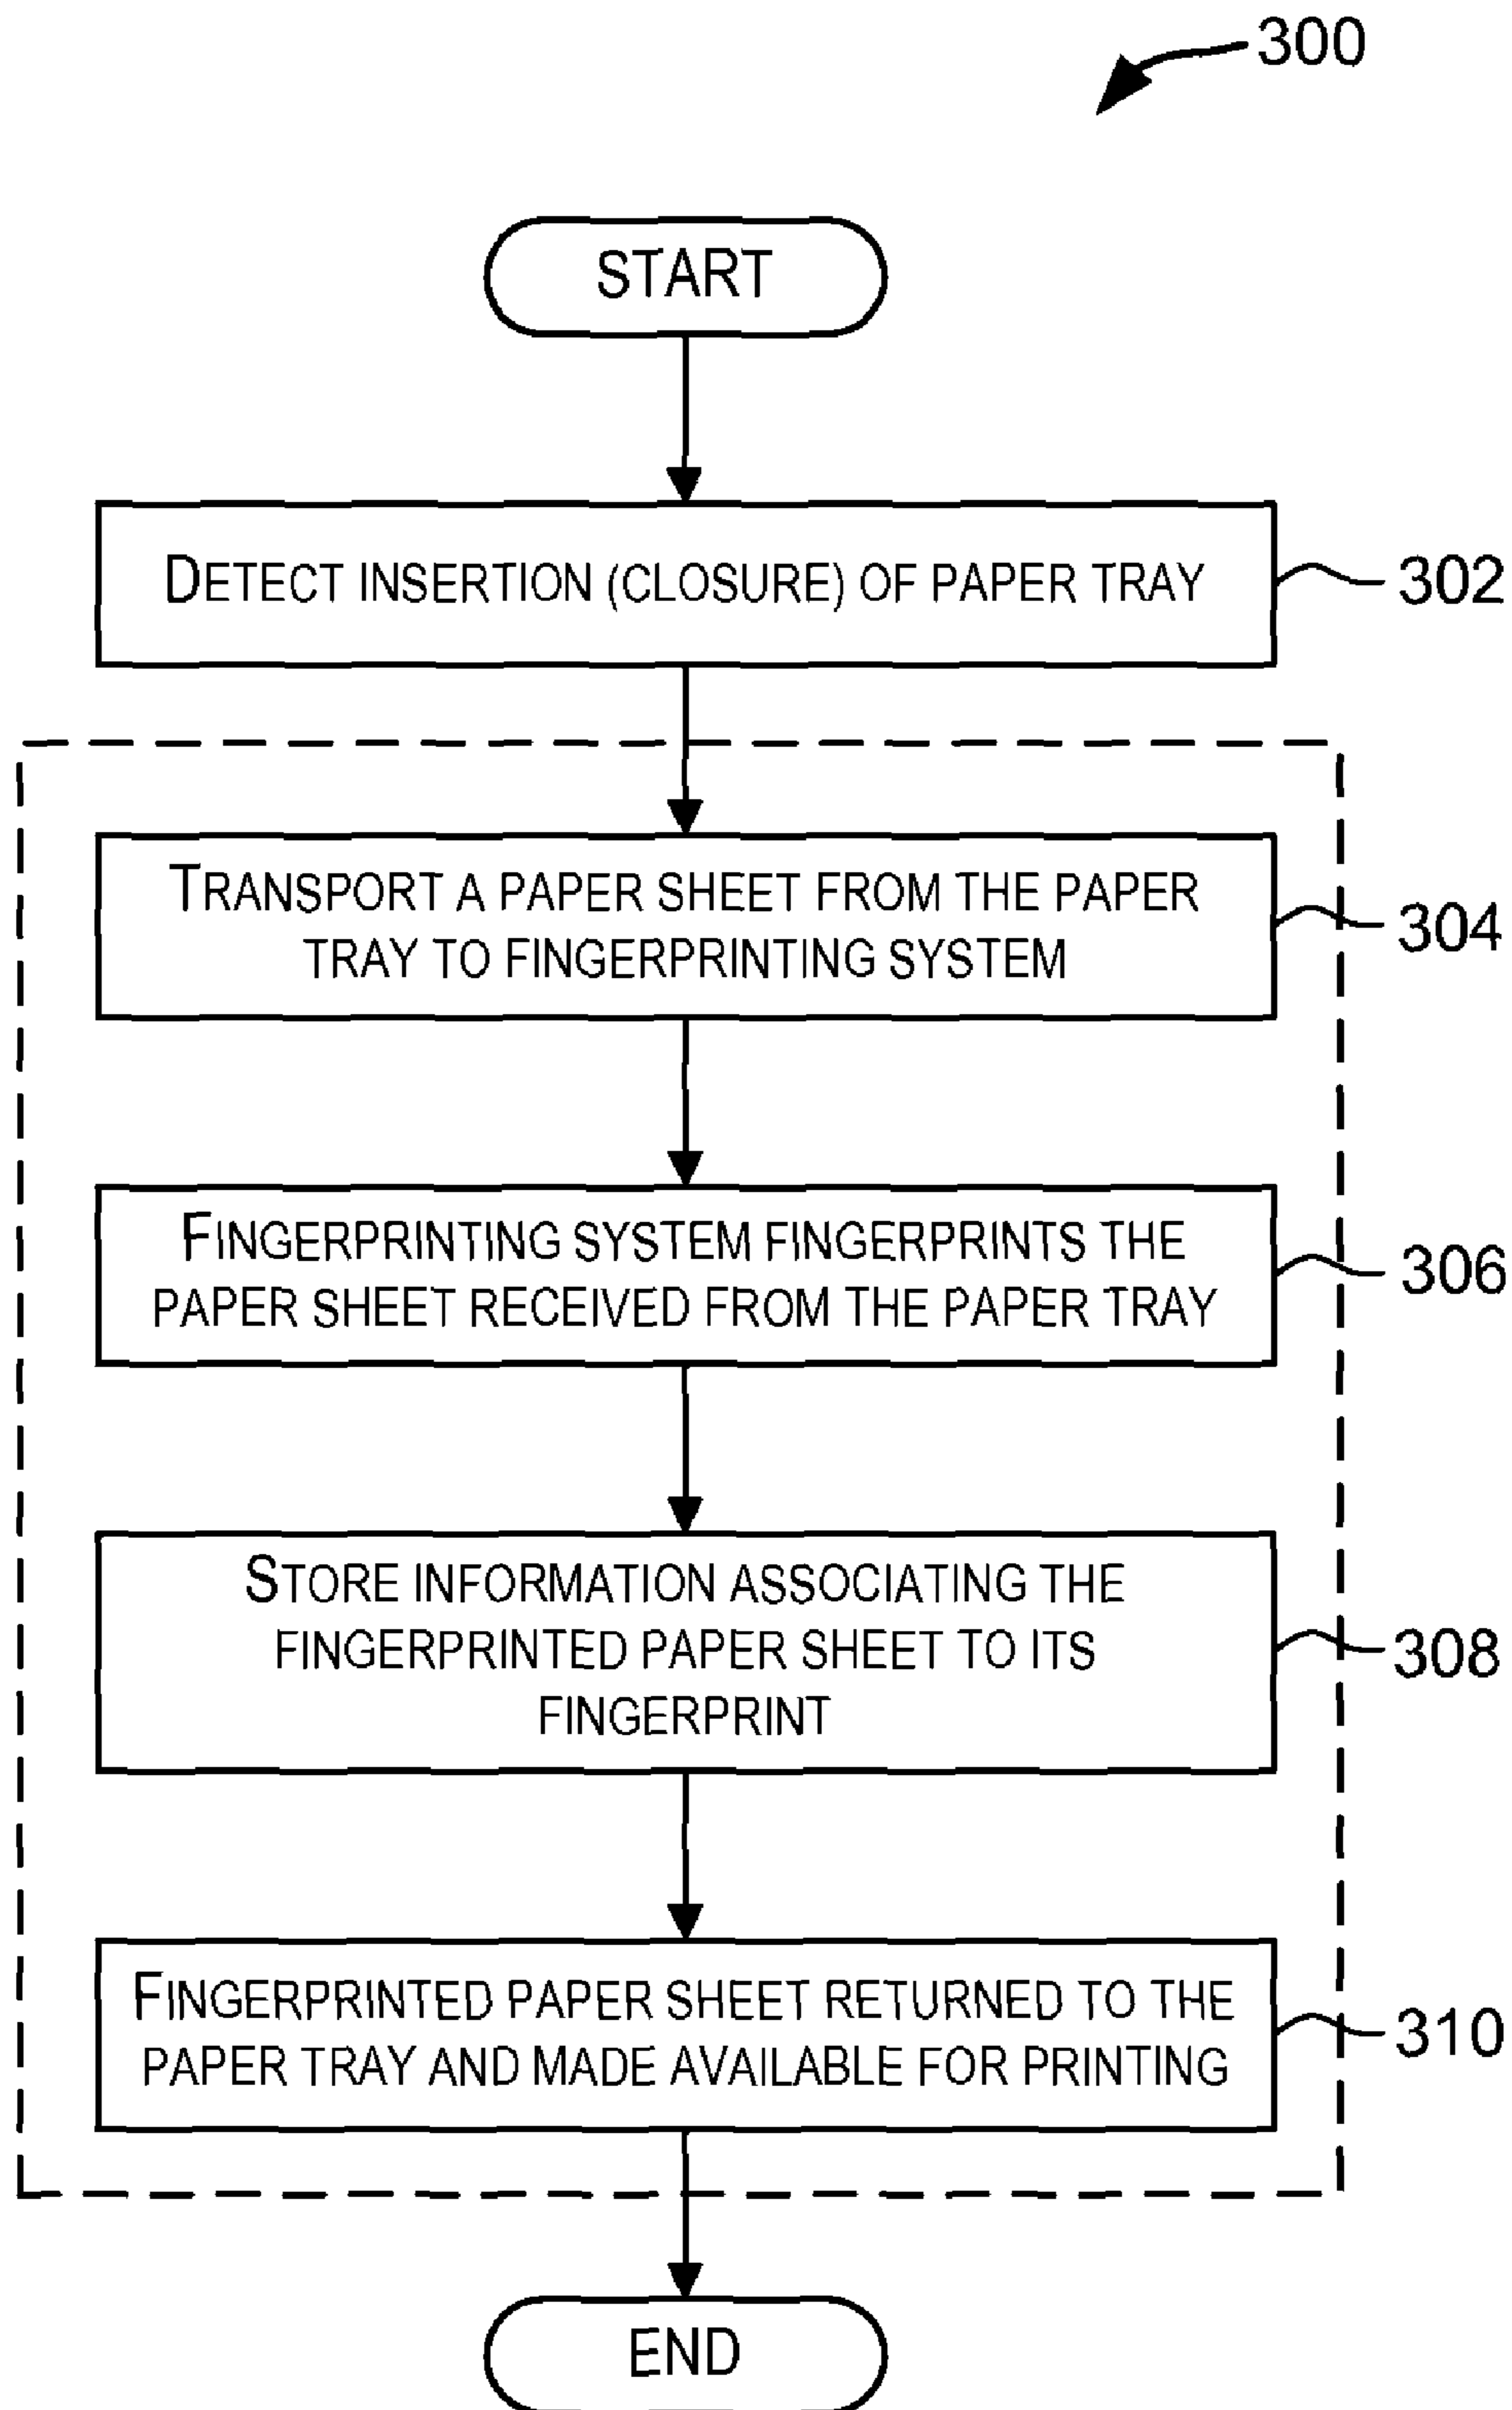 300
START
DETECT INSERTION (CLOSURE) OF PAPER TRAY
302
TRANSPORT A PAPER SHEET FROM THE PAPER
TRAY TO FINGERPRINTING SYSTEM
304
FINGERPRINTING SYSTEM FINGERPRINTS THE
PAPER SHEET RECEIVED FROM THE PAPER TRAY
306
STORE INFORMATION ASSOCIATING THE
FINGERPRINTED PAPER SHEET TO ITS
FINGERPRINT
308
FINGERPRINTED PAPER SHEET RETURNED TO THE
PAPER TRAY AND MADE AVAILABLE FOR PRINTING
310
END